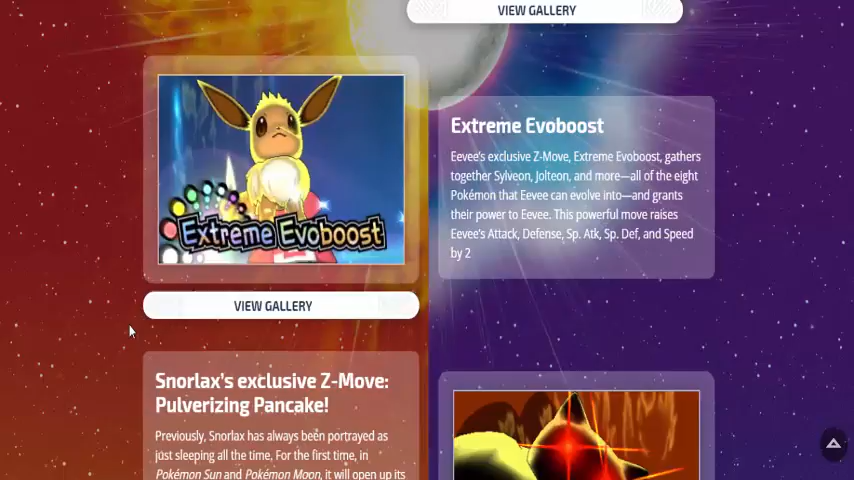 VIEW GALLERY
Extreme Evoboost
Extreme Evoboost
Eevee's exclusive Z-Move, Extreme Evoboost, gathers
together Sylveon, Jolteon, and more—all of the eight
Pokémon that Eevee can evolve into—and grants
their power to Eevee. This powerful move raises
Eevee's Attack, Defense, Sp. Atk, Sp. Def, and Speed
by 2
VIEW GALLERY
Snorlax's exclusive Z-Move:
Pulverizing Pancake!
Previously, Snorlax has always been portrayed as
just sleeping all the time. For the first time, in
Pokémon Sun and Pokémon Moon, it will open up its